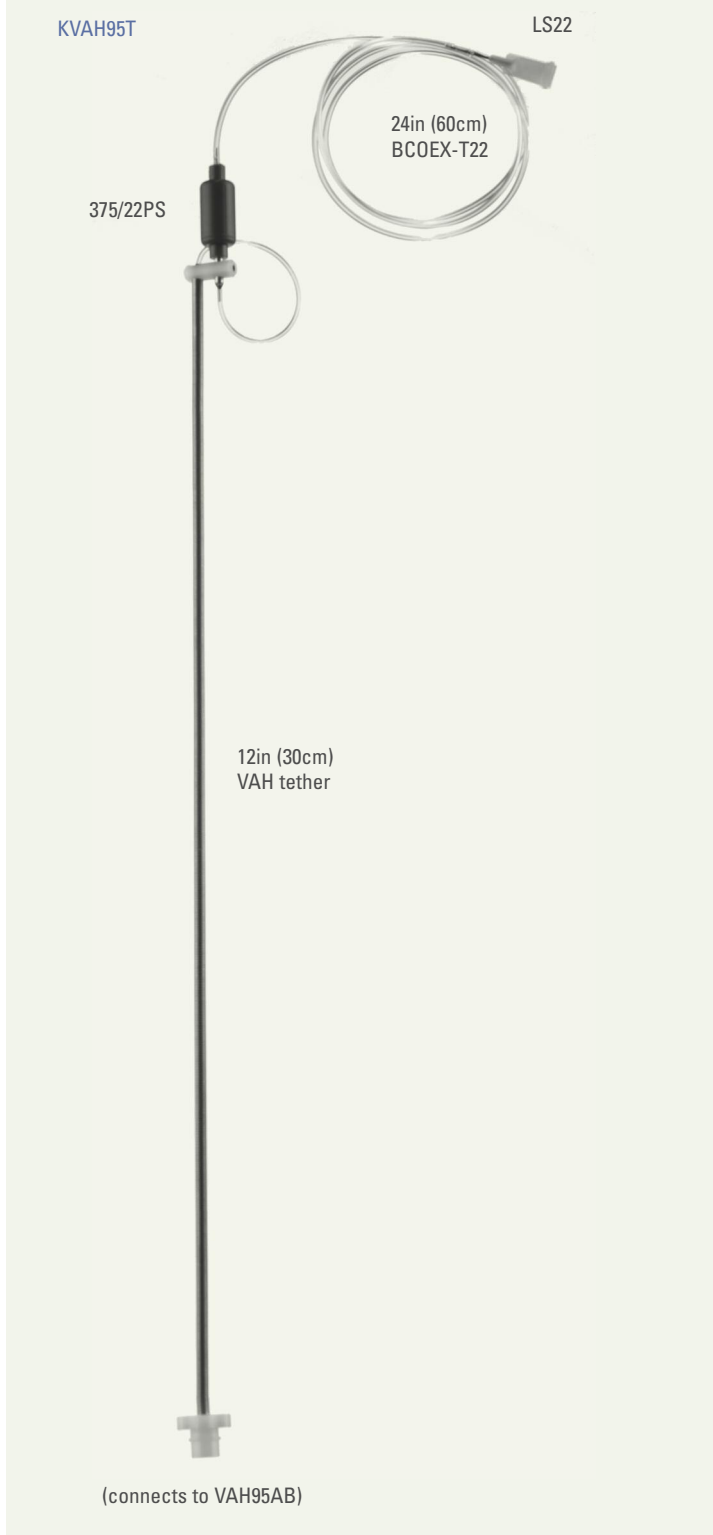 KVAH95T
LS22
24in (60cm)
BCOEX-T22
375/22PS
12in (30cm)
VAH tether
(connects to VAH95AB)